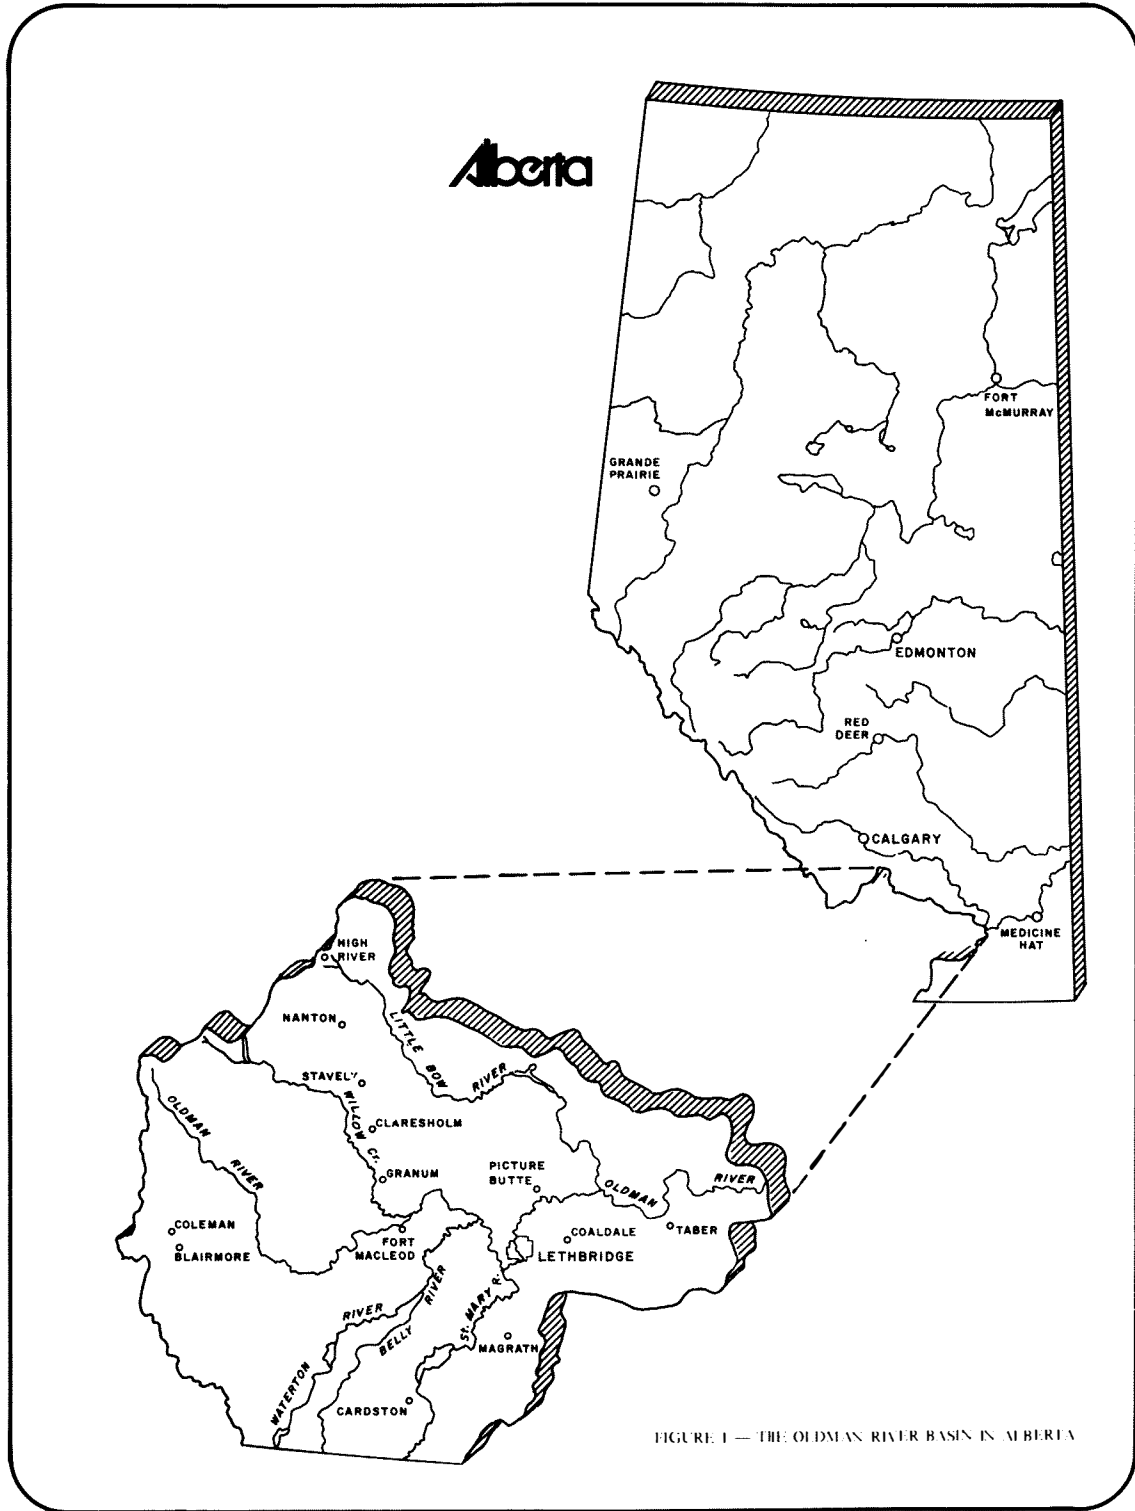 Alberta
FORT
McMURRAY
GRANDE
PRAIRIE
EDMONTON
RED
DEER
CALGARY
MEDICINE
HAT
HIGH
RIVER
NANTON
LITTLE BOW RIVER
STAVELY
WILLOW Cr.
OLDMAN RIVER
CLARESHOLM
GRANUM
PICTURE
BUTTE
OLDMAN RIVER
COLEMAN
BLAIRMORE
FORT
MACLEOD
COALDALE
TABER
LETHBRIDGE
WATERTON RIVER
BELLY RIVER
St. MARY R.
MAGRATH
CARDSTON
FIGURE 1 — THE OLDMAN RIVER BASIN IN ALBERTA